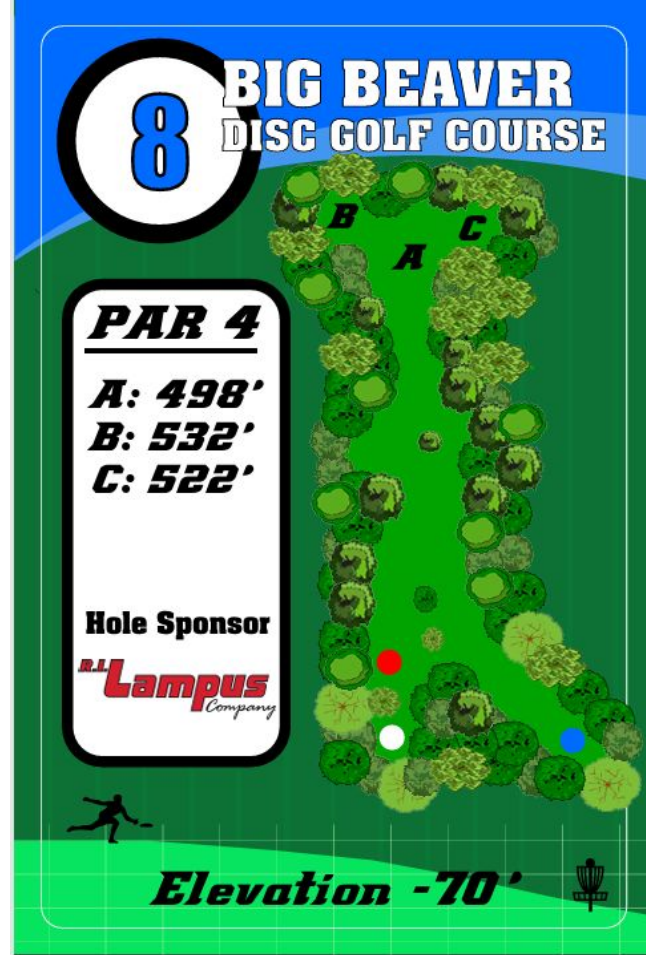 8
BIG BEAVER
DISC GOLF COURSE
B
C
A
PAR 4
A: 498'
B: 532'
C: 522'
Hole Sponsor
R.I.
Lampus
Company
Elevation -70'